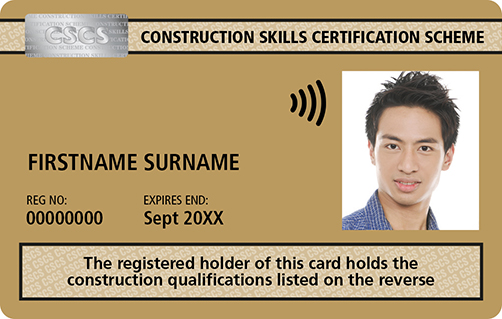 CSCS
CONSTRUCTION SKILLS CERTIFICATION SCHEME
FIRSTNAME SURNAME
REG NO:
00000000
EXPIRES END:
Sept 20XX
The registered holder of this card holds the
construction qualifications listed on the reverse